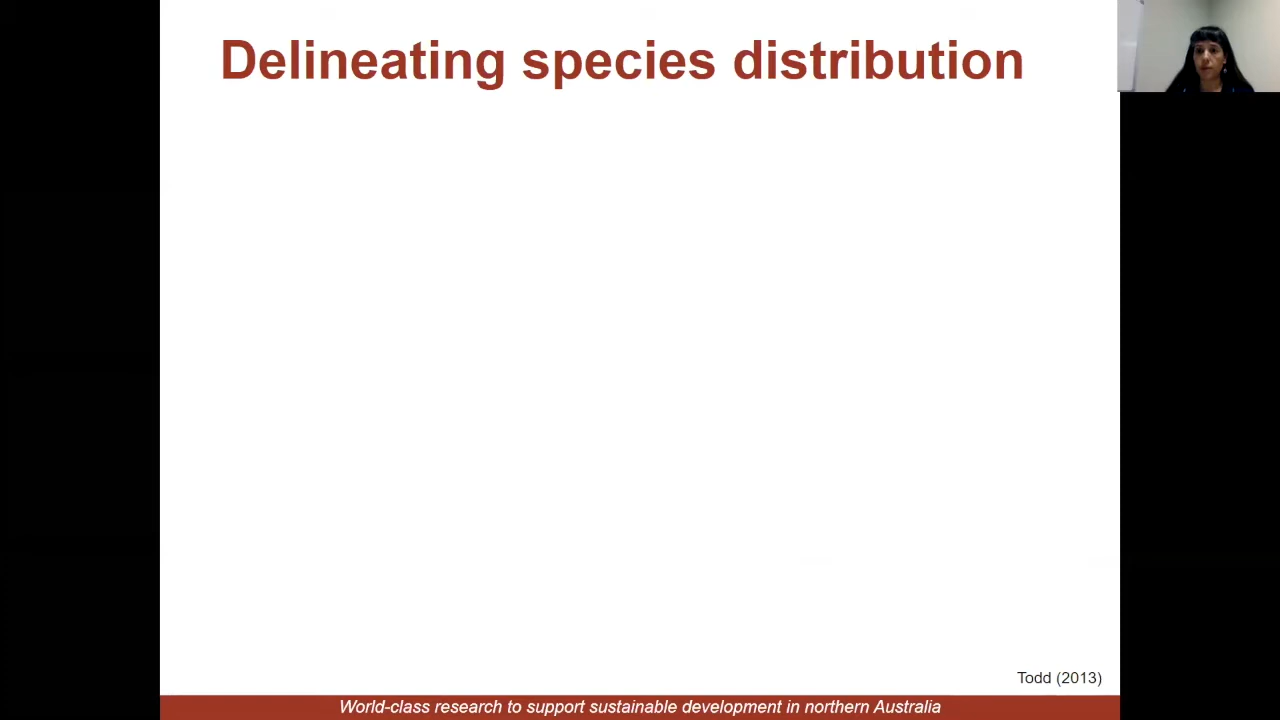 Delineating species distribution
Todd (2013)
World-class research to support sustainable development in northern Australia